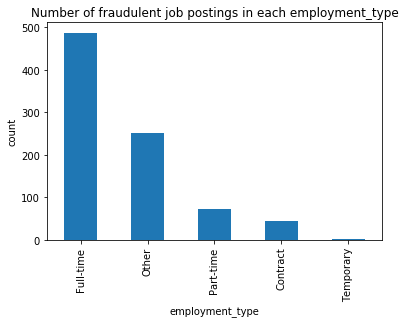 Number of fraudulent job postings in each employment_type
500
400
300
200
100
0
count
Full-time
Other
Part-time
Contract
Temporary
employment_type